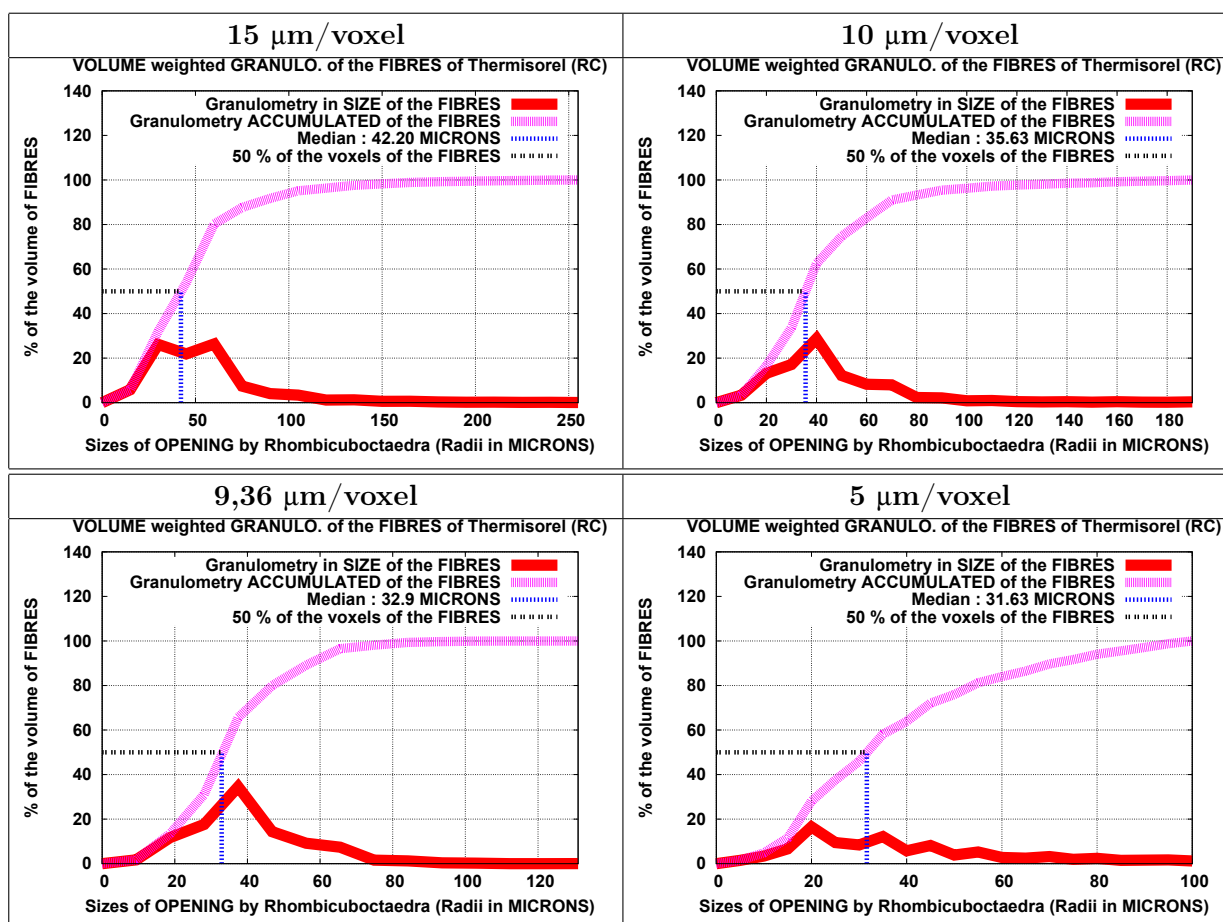 15 µm/voxel
10 µm/voxel
VOLUME weighted GRANULO. of the FIBRES of Thermisorel (RC)
% of the volume of FIBRES
140
120
100
80
60
40
20
0
Granulometry in SIZE of the FIBRES
Granulometry ACCUMULATED of the FIBRES
Median : 42.20 MICRONS
50 % of the voxels of the FIBRES
0 50 100 150 200 250
Sizes of OPENING by Rhombicuboctaedra (Radii in MICRONS)
VOLUME weighted GRANULO. of the FIBRES of Thermisorel (RC)
% of the volume of FIBRES
140
120
100
80
60
40
20
0
Granulometry in SIZE of the FIBRES
Granulometry ACCUMULATED of the FIBRES
Median : 35.63 MICRONS
50 % of the voxels of the FIBRES
0 20 40 60 80 100 120 140 160 180
Sizes of OPENING by Rhombicuboctaedra (Radii in MICRONS)
9,36 µm/voxel
5 µm/voxel
VOLUME weighted GRANULO. of the FIBRES of Thermisorel (RC)
% of the volume of FIBRES
140
120
100
80
60
40
20
0
Granulometry in SIZE of the FIBRES
Granulometry ACCUMULATED of the FIBRES
Median : 32.9 MICRONS
50 % of the voxels of the FIBRES
0 20 40 60 80 100 120
Sizes of OPENING by Rhombicuboctaedra (Radii in MICRONS)
VOLUME weighted GRANULO. of the FIBRES of Thermisorel (RC)
% of the volume of FIBRES
140
120
100
80
60
40
20
0
Granulometry in SIZE of the FIBRES
Granulometry ACCUMULATED of the FIBRES
Median : 31.63 MICRONS
50 % of the voxels of the FIBRES
0 20 40 60 80 100
Sizes of OPENING by Rhombicuboctaedra (Radii in MICRONS)